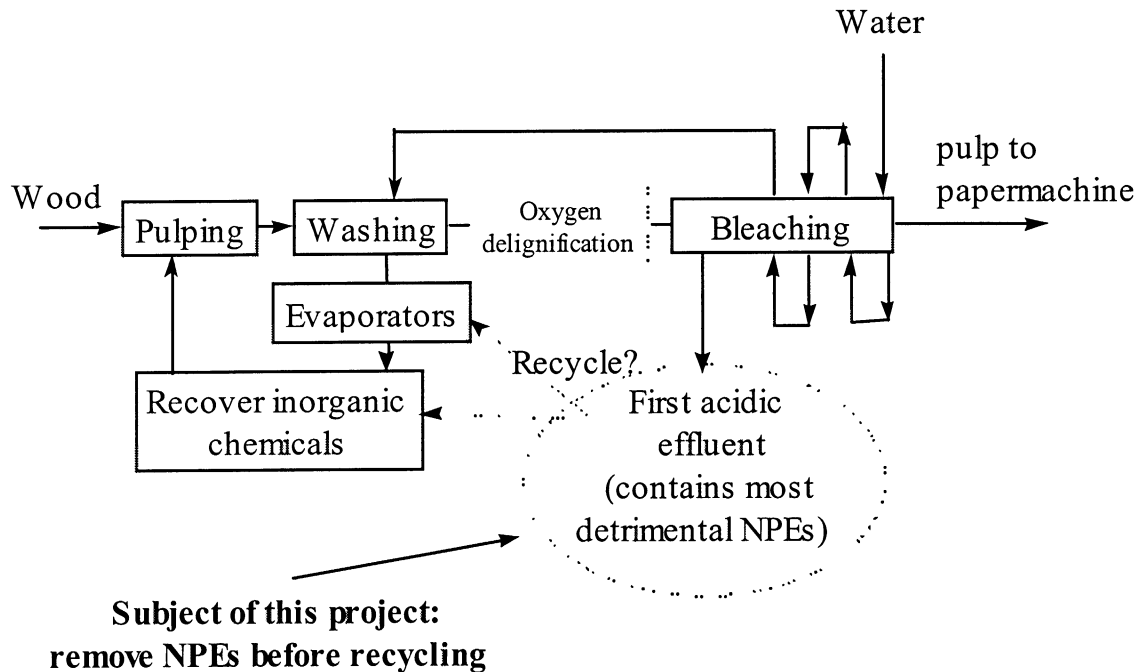 Water
pulp to
papermachine
Wood
Pulping
Washing
Oxygen
delignification
Bleaching
Evaporators
Recycle?
Recover inorganic
chemicals
First acidic
effluent
(contains most
detrimental NPEs)
Subject of this project:
remove NPEs before recycling